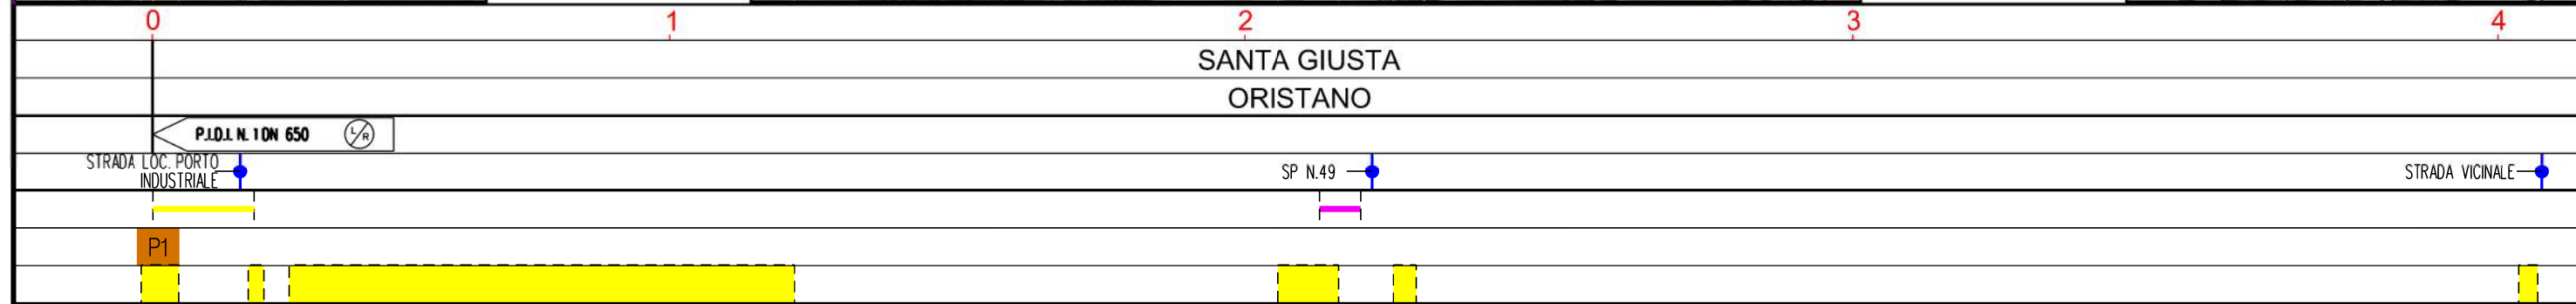 0 1 2 3 4
SANTA GIUSTA
ORISTANO
P.I.D.I. N. 1 DN 650 L/R
STRADA LOC. PORTO
INDUSTRIALE
SP N.49
STRADA VICINALE
P1